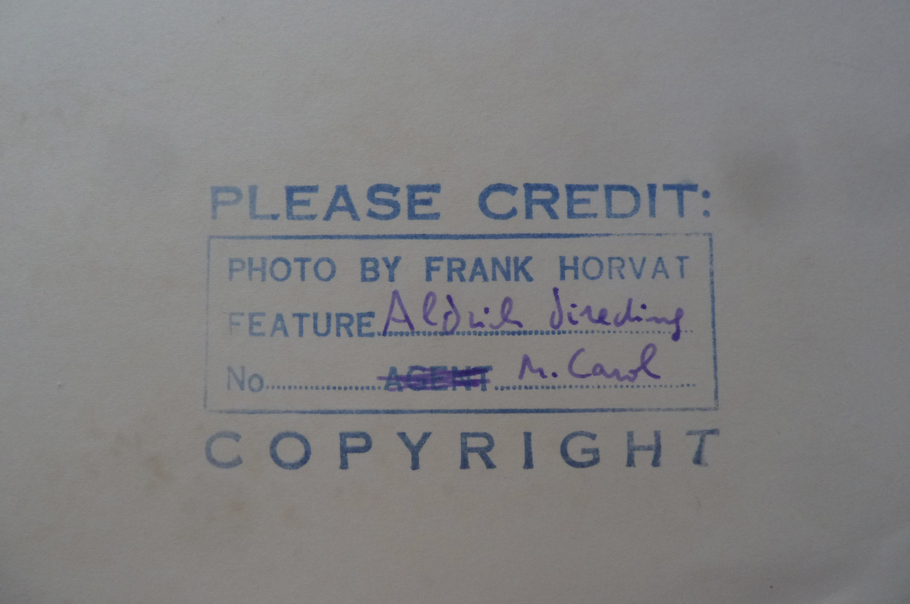 PLEASE CREDIT:
PHOTO BY FRANK HORVAT
FEATURE Aldrich directing
No. AGENT M. Carol
COPYRIGHT